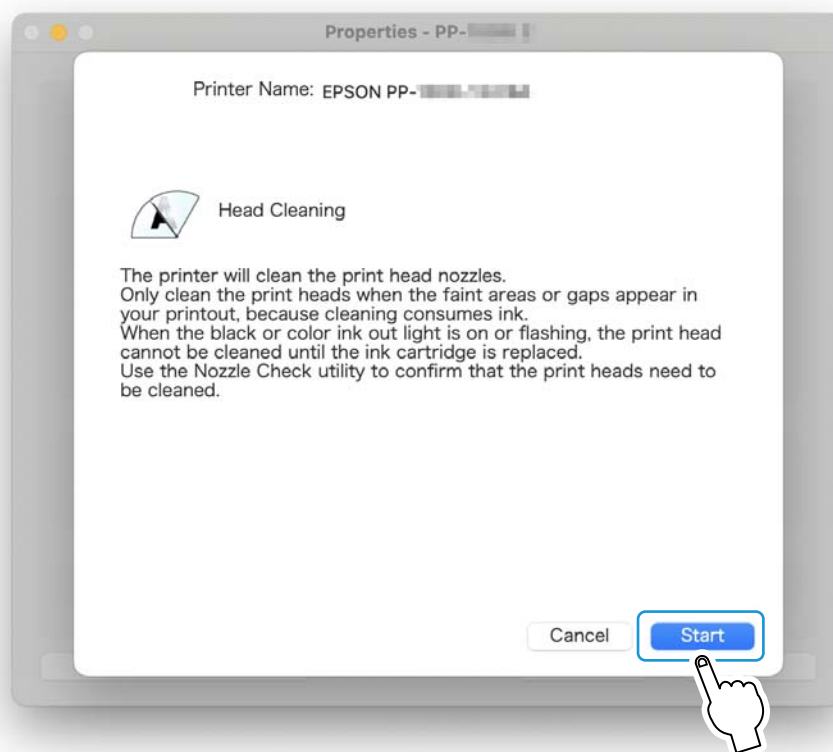 Properties - PP-
Printer Name: EPSON PP-
Head Cleaning
The printer will clean the print head nozzles.
Only clean the print heads when the faint areas or gaps appear in
your printout, because cleaning consumes ink.
When the black or color ink out light is on or flashing, the print head
cannot be cleaned until the ink cartridge is replaced.
Use the Nozzle Check utility to confirm that the print heads need to
be cleaned.
Cancel Start